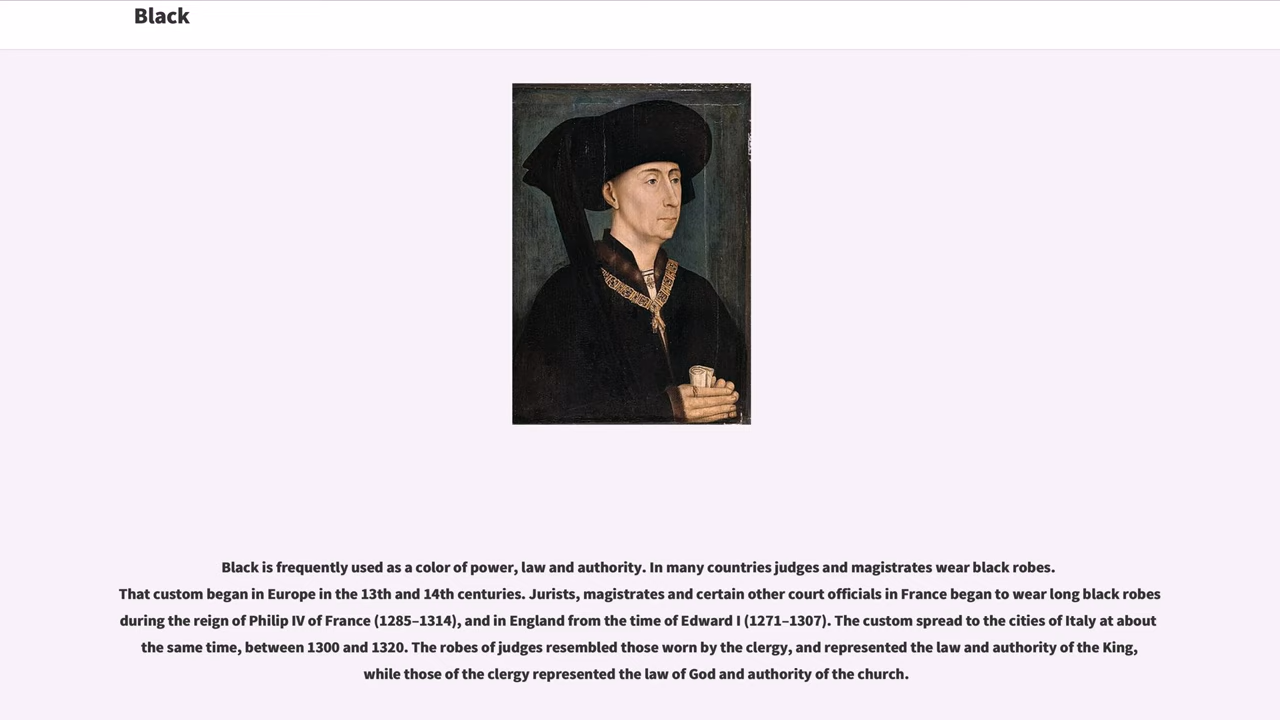 Black
Black is frequently used as a color of power, law and authority. In many countries judges and magistrates wear black robes.
That custom began in Europe in the 13th and 14th centuries. Jurists, magistrates and certain other court officials in France began to wear long black robes
during the reign of Philip IV of France (1285–1314), and in England from the time of Edward I (1271–1307). The custom spread to the cities of Italy at about
the same time, between 1300 and 1320. The robes of judges resembled those worn by the clergy, and represented the law and authority of the King,
while those of the clergy represented the law of God and authority of the church.